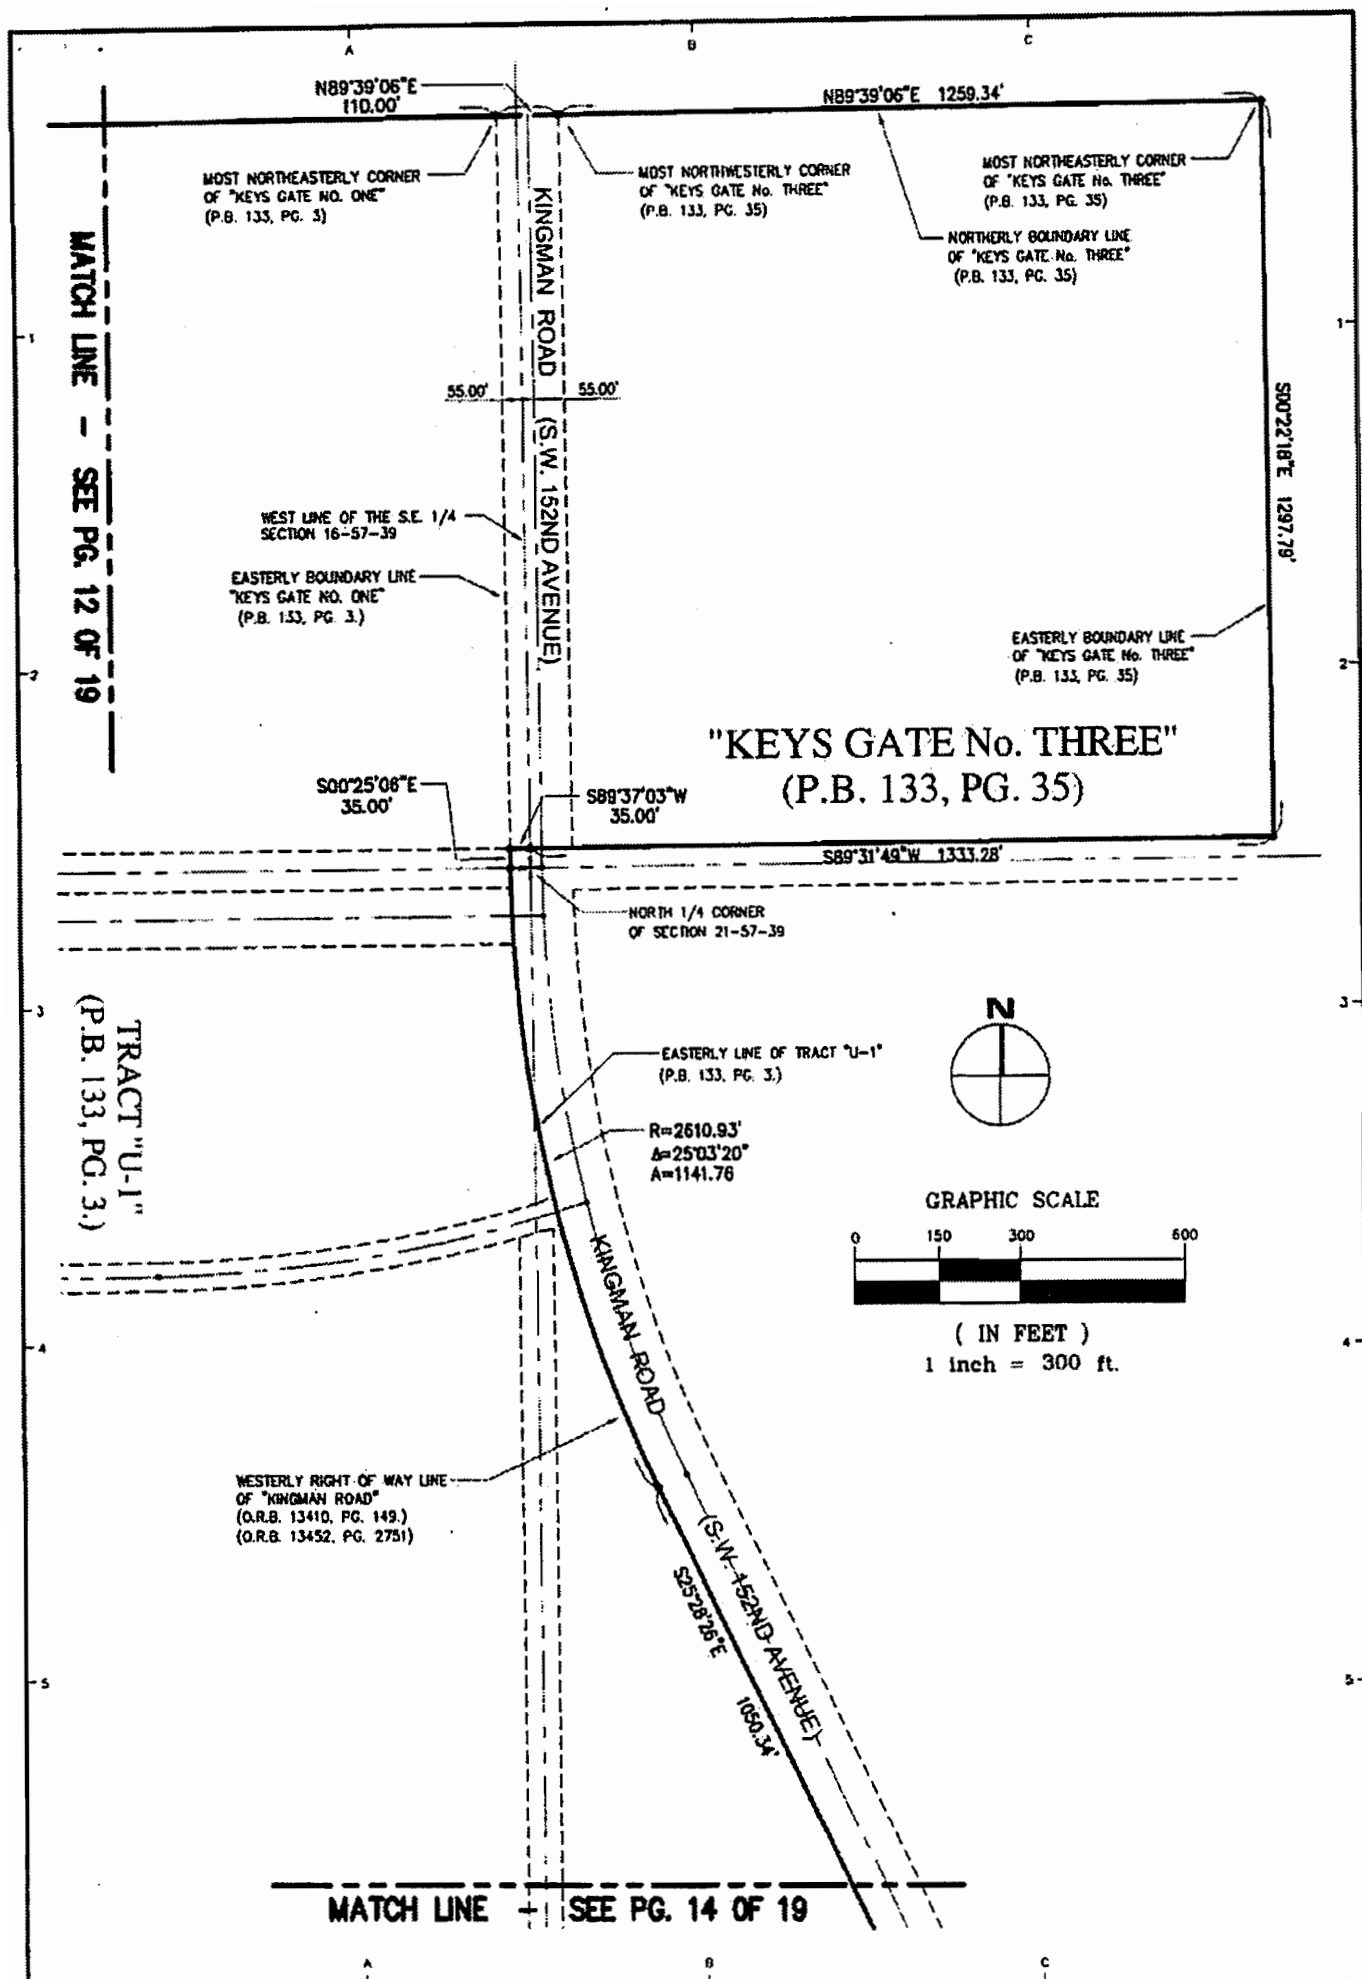 A
B
C
N89°39'06"E
110.00'
N89°39'06"E 1259.34'
MOST NORTHEASTERLY CORNER
OF "KEYS GATE NO. ONE"
(P.B. 133, PG. 3)
MOST NORTHWESTERLY CORNER
OF "KEYS GATE No. THREE"
(P.B. 133, PG. 35)
MOST NORTHEASTERLY CORNER
OF "KEYS GATE No. THREE"
(P.B. 133, PG. 35)
NORTHERLY BOUNDARY LINE
OF "KEYS GATE No. THREE"
(P.B. 133, PG. 35)
MATCH LINE - SEE PG. 12 OF 19
KINGMAN ROAD (S.W. 152ND AVENUE)
1
1
55.00'
55.00'
S00°22'18"E 1297.79'
WEST LINE OF THE S.E. 1/4
SECTION 16-57-39
EASTERLY BOUNDARY LINE
"KEYS GATE NO. ONE"
(P.B. 133, PG. 3.)
EASTERLY BOUNDARY LINE
OF "KEYS GATE No. THREE"
(P.B. 133, PG. 35)
2
2
"KEYS GATE No. THREE"
(P.B. 133, PG. 35)
S00°25'06"E
35.00'
S89°37'03"W
35.00'
S89°31'49"W 1333.28'
NORTH 1/4 CORNER
OF SECTION 21-57-39
3
3
TRACT "U-1"
(P.B. 133, PG. 3.)
N
EASTERLY LINE OF TRACT "U-1"
(P.B. 133, PG. 3.)
R=2610.93'
Δ=25°03'20"
A=1141.76
GRAPHIC SCALE
0 150 300 600
( IN FEET )
1 inch = 300 ft.
4
4
KINGMAN ROAD
(S.W. 152ND AVENUE)
WESTERLY RIGHT OF WAY LINE
OF "KINGMAN ROAD"
(O.R.B. 13410, PG. 149.)
(O.R.B. 13452, PG. 2751)
S25°28'26"E
1050.34'
5
5
MATCH LINE - SEE PG. 14 OF 19
A
B
C